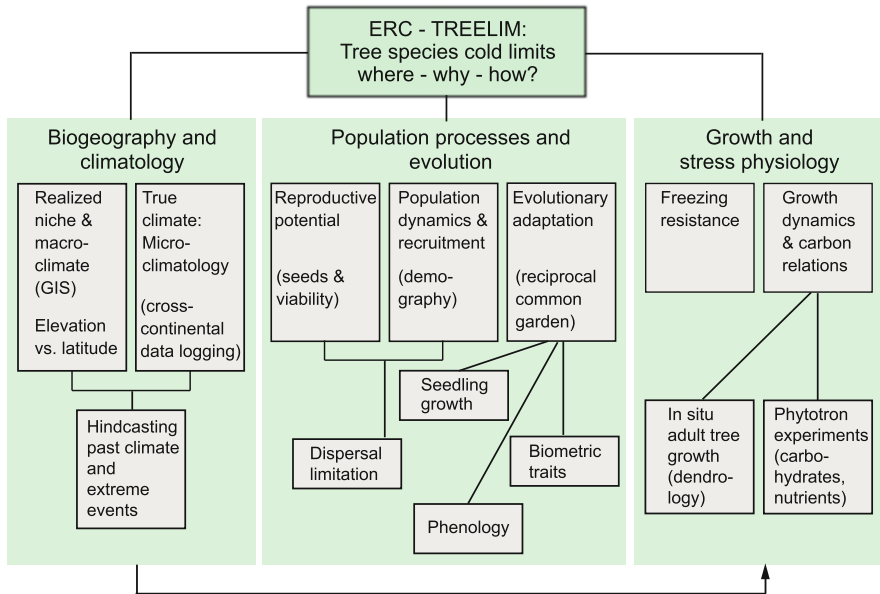 ERC - TREELIM:
Tree species cold limits
where - why - how?
Biogeography and
climatology
Realized
niche &
macro-
climate
(GIS)
Elevation
vs. latitude
True
climate:
Micro-
climatology
(cross-
continental
data logging)
Hindcasting
past climate
and
extreme
events
Population processes and
evolution
Reproductive
potential
(seeds &
viability)
Population
dynamics &
recruitment
(demo-
graphy)
Evolutionary
adaptation
(reciprocal
common
garden)
Seedling
growth
Dispersal
limitation
Biometric
traits
Phenology
Growth and
stress physiology
Freezing
resistance
Growth
dynamics
& carbon
relations
In situ
adult tree
growth
(dendro-
logy)
Phytotron
experiments
(carbo-
hydrates,
nutrients)